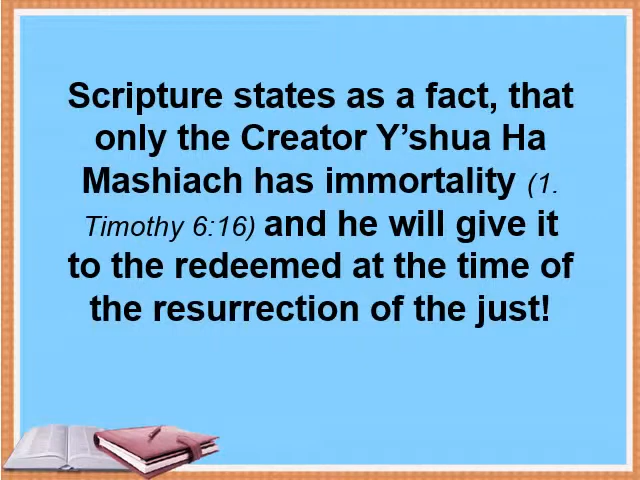 Scripture states as a fact, that
only the Creator Y’shua Ha
Mashiach has immortality (1.
Timothy 6:16) and he will give it
to the redeemed at the time of
the resurrection of the just!